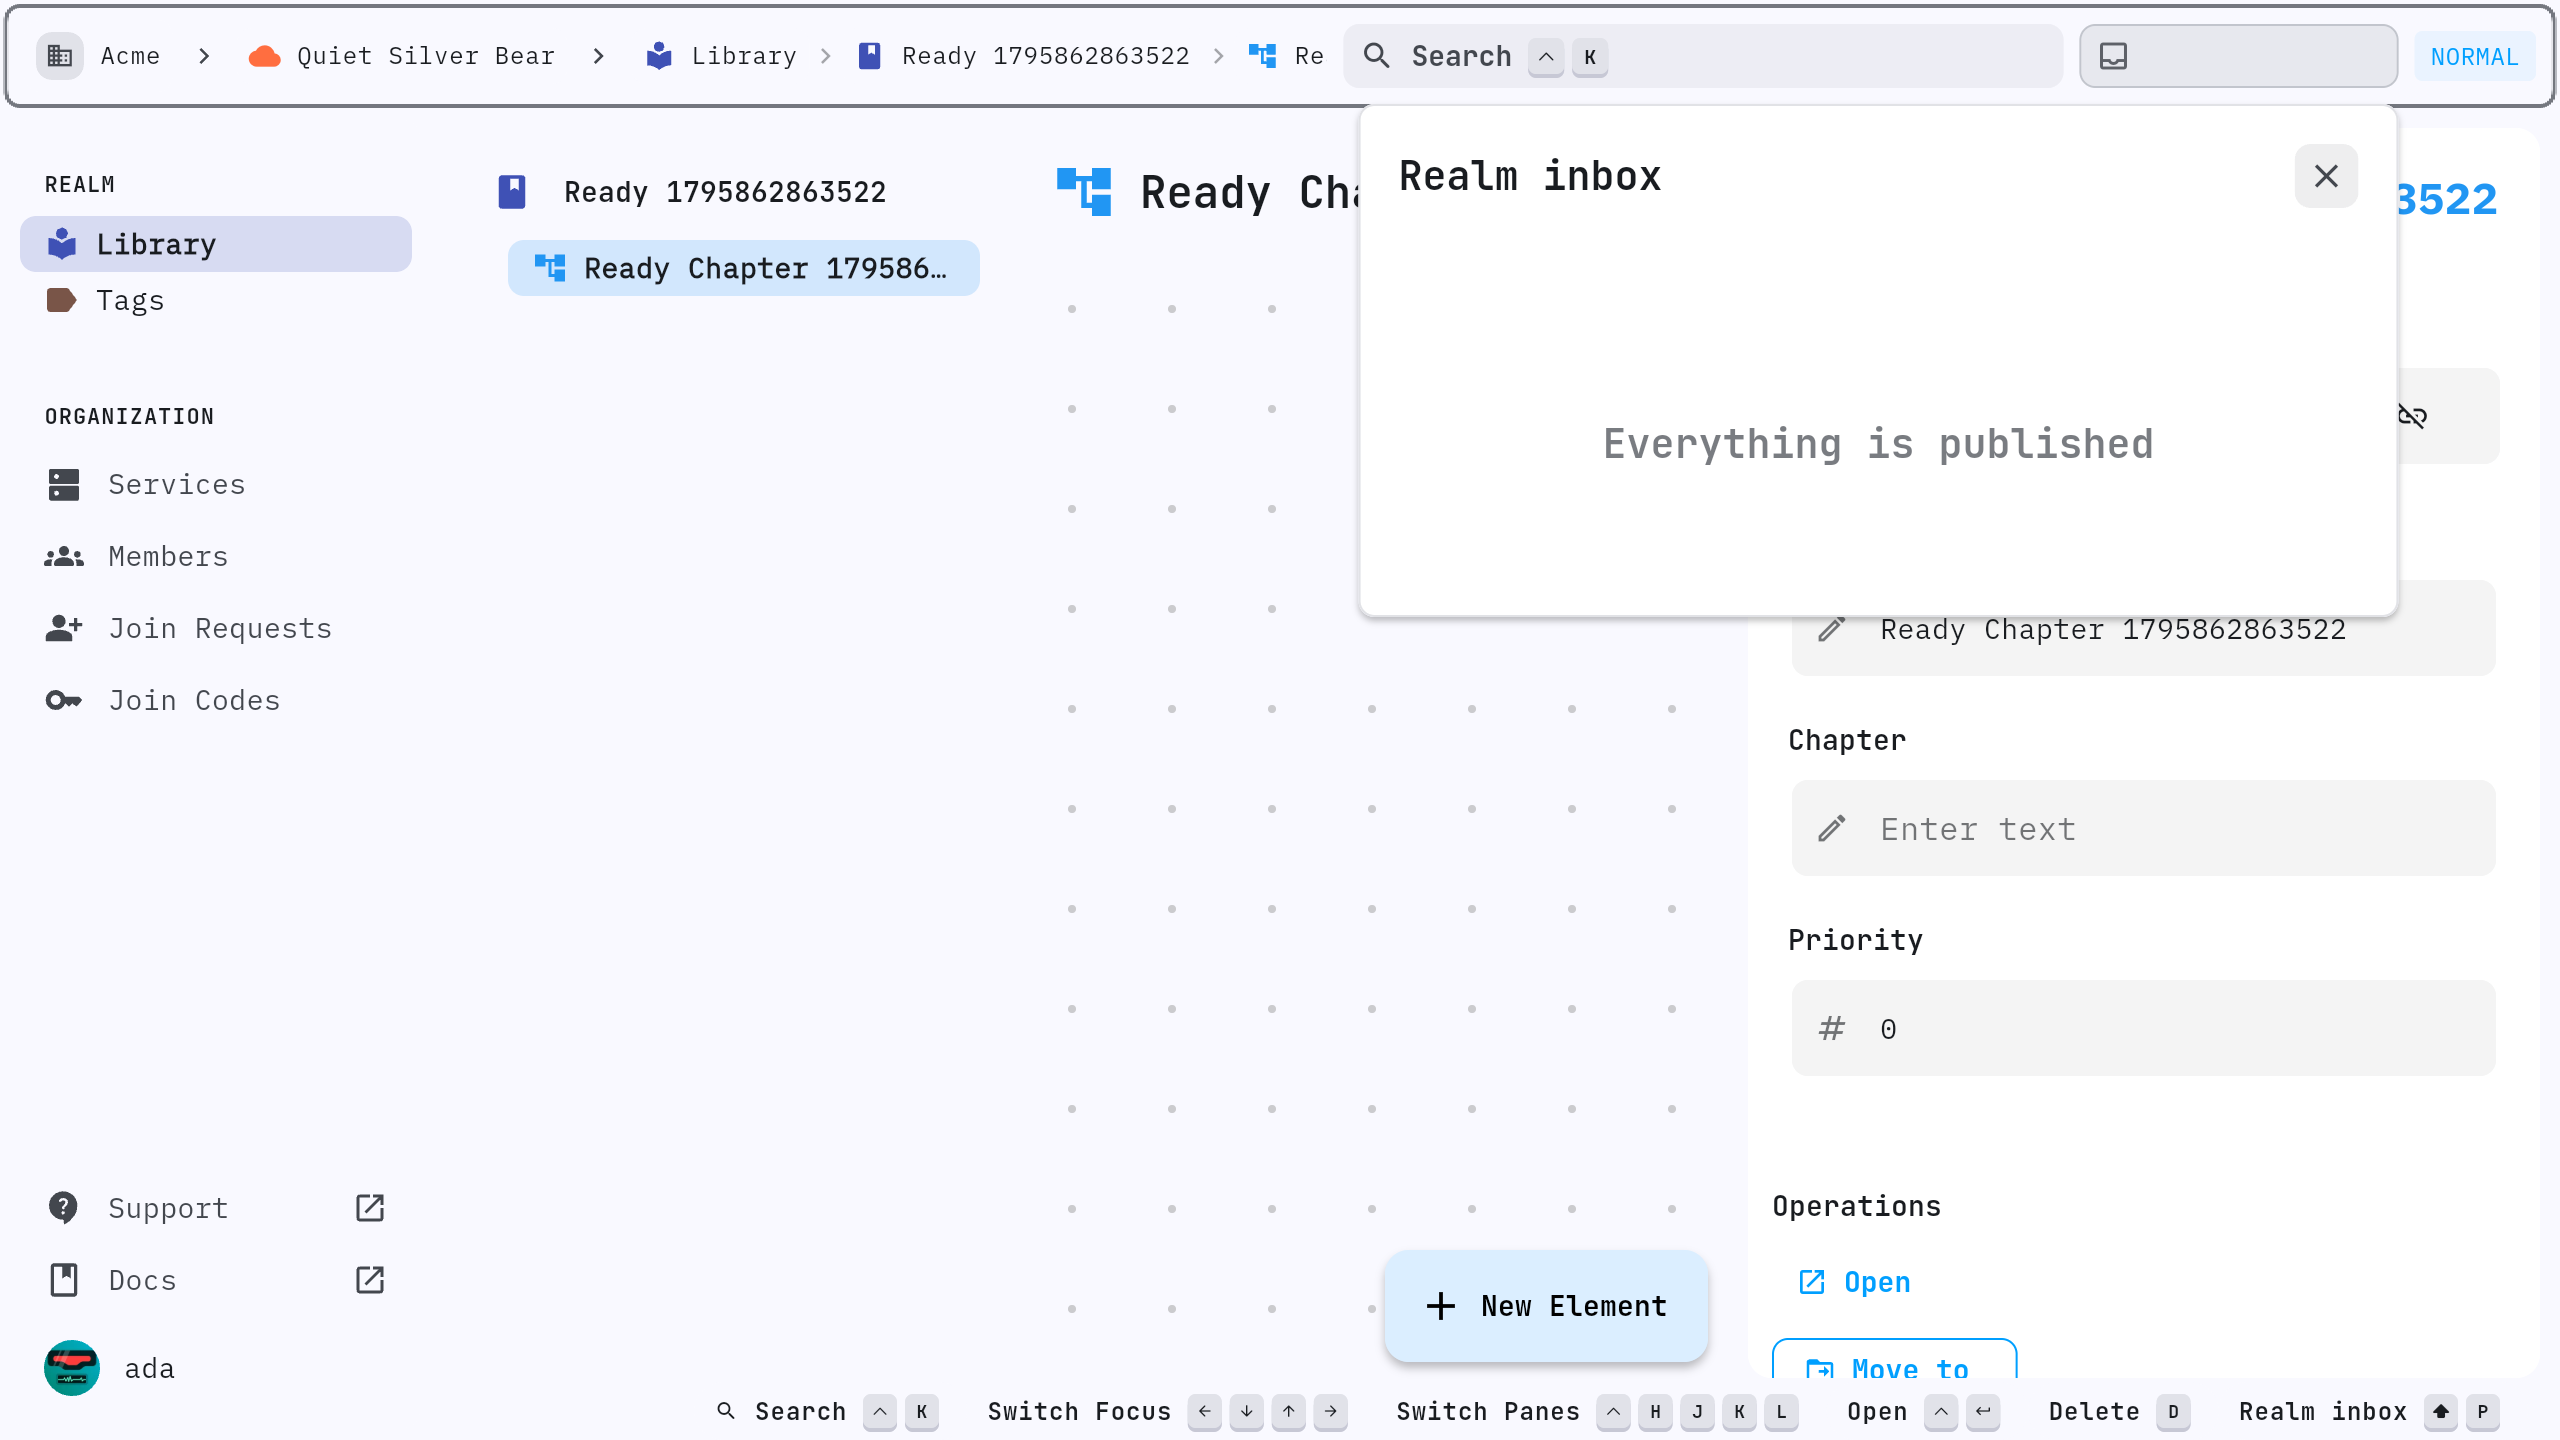 Acme
Quiet Silver Bear
Library
Ready 1795862863522
Re
Search ^ K
NORMAL
REALM
Library
Tags
ORGANIZATION
Services
Members
Join Requests
Join Codes
Support
Docs
ada
Ready 1795862863522
Ready Chapter 179586…
Ready Cha
Realm inbox
Everything is published
3522
Ready Chapter 1795862863522
Chapter
Enter text
Priority
# 0
Operations
Open
Move to
New Element
Search ^ K
Switch Focus ← ↓ ↑ →
Switch Panes ^ H J K L
Open ^ ↵
Delete D
Realm inbox ⬆ P